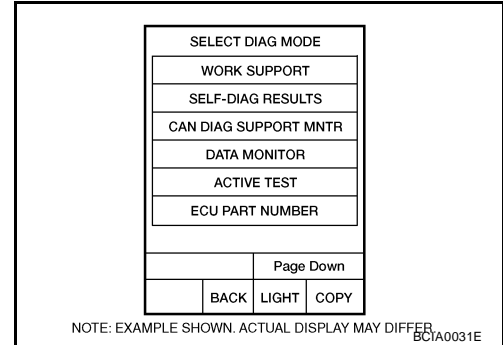 SELECT DIAG MODE
WORK SUPPORT
SELF-DIAG RESULTS
CAN DIAG SUPPORT MNTR
DATA MONITOR
ACTIVE TEST
ECU PART NUMBER
Page Down
BACK LIGHT COPY
NOTE: EXAMPLE SHOWN. ACTUAL DISPLAY MAY DIFFER.
BCIA0031E